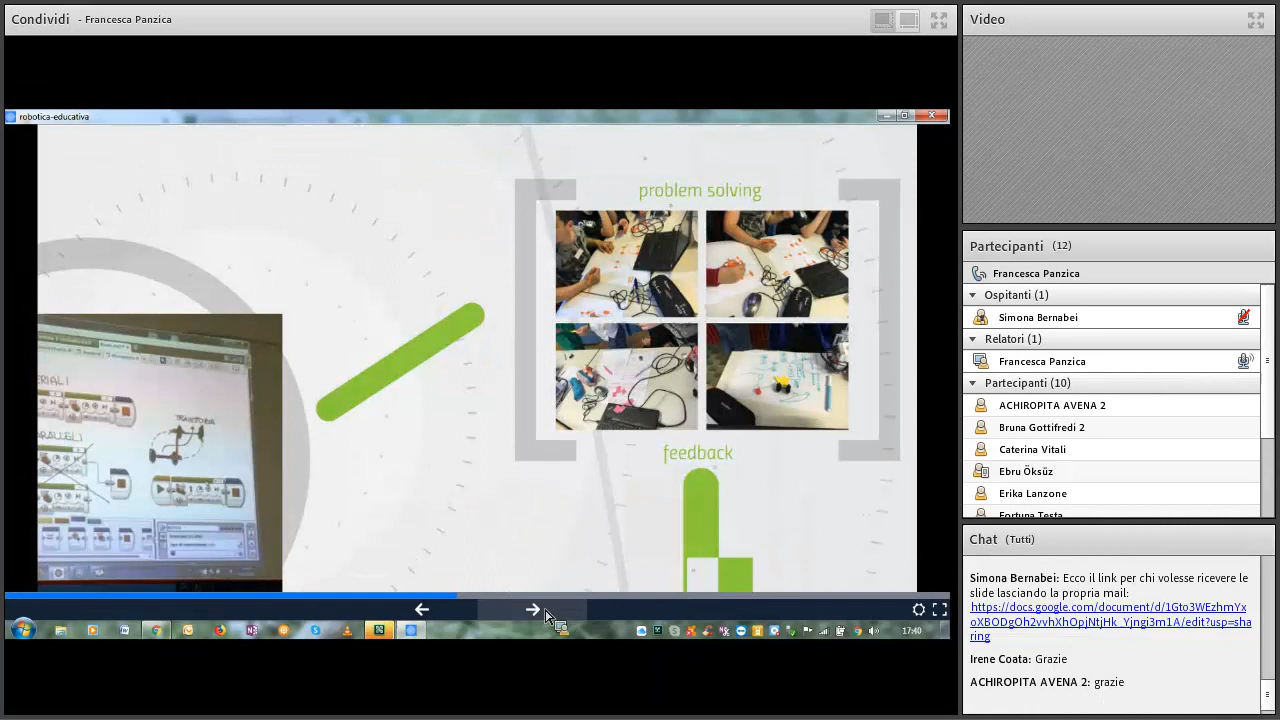 Condividi - Francesca Panzica
robotica-educativa
problem solving
TRAIETTORIA
feedback
17:40
Video
Partecipanti (12)
Francesca Panzica
Ospitanti (1)
Simona Bernabei
Relatori (1)
Francesca Panzica
Partecipanti (10)
ACHIROPITA AVENA 2
Bruna Gottifredi 2
Caterina Vitali
Ebru Öksüz
Erika Lanzone
Fortuna Testa
Chat (Tutti)
Simona Bernabei: Ecco il link per chi volesse ricevere le
slide lasciando la propria mail:
https://docs.google.com/document/d/1Gto3WEzhmYx
oXBODgOh2vvhXhOpjNtjHk_Yjngi3m1A/edit?usp=sha
ring
Irene Coata: Grazie
ACHIROPITA AVENA 2: grazie